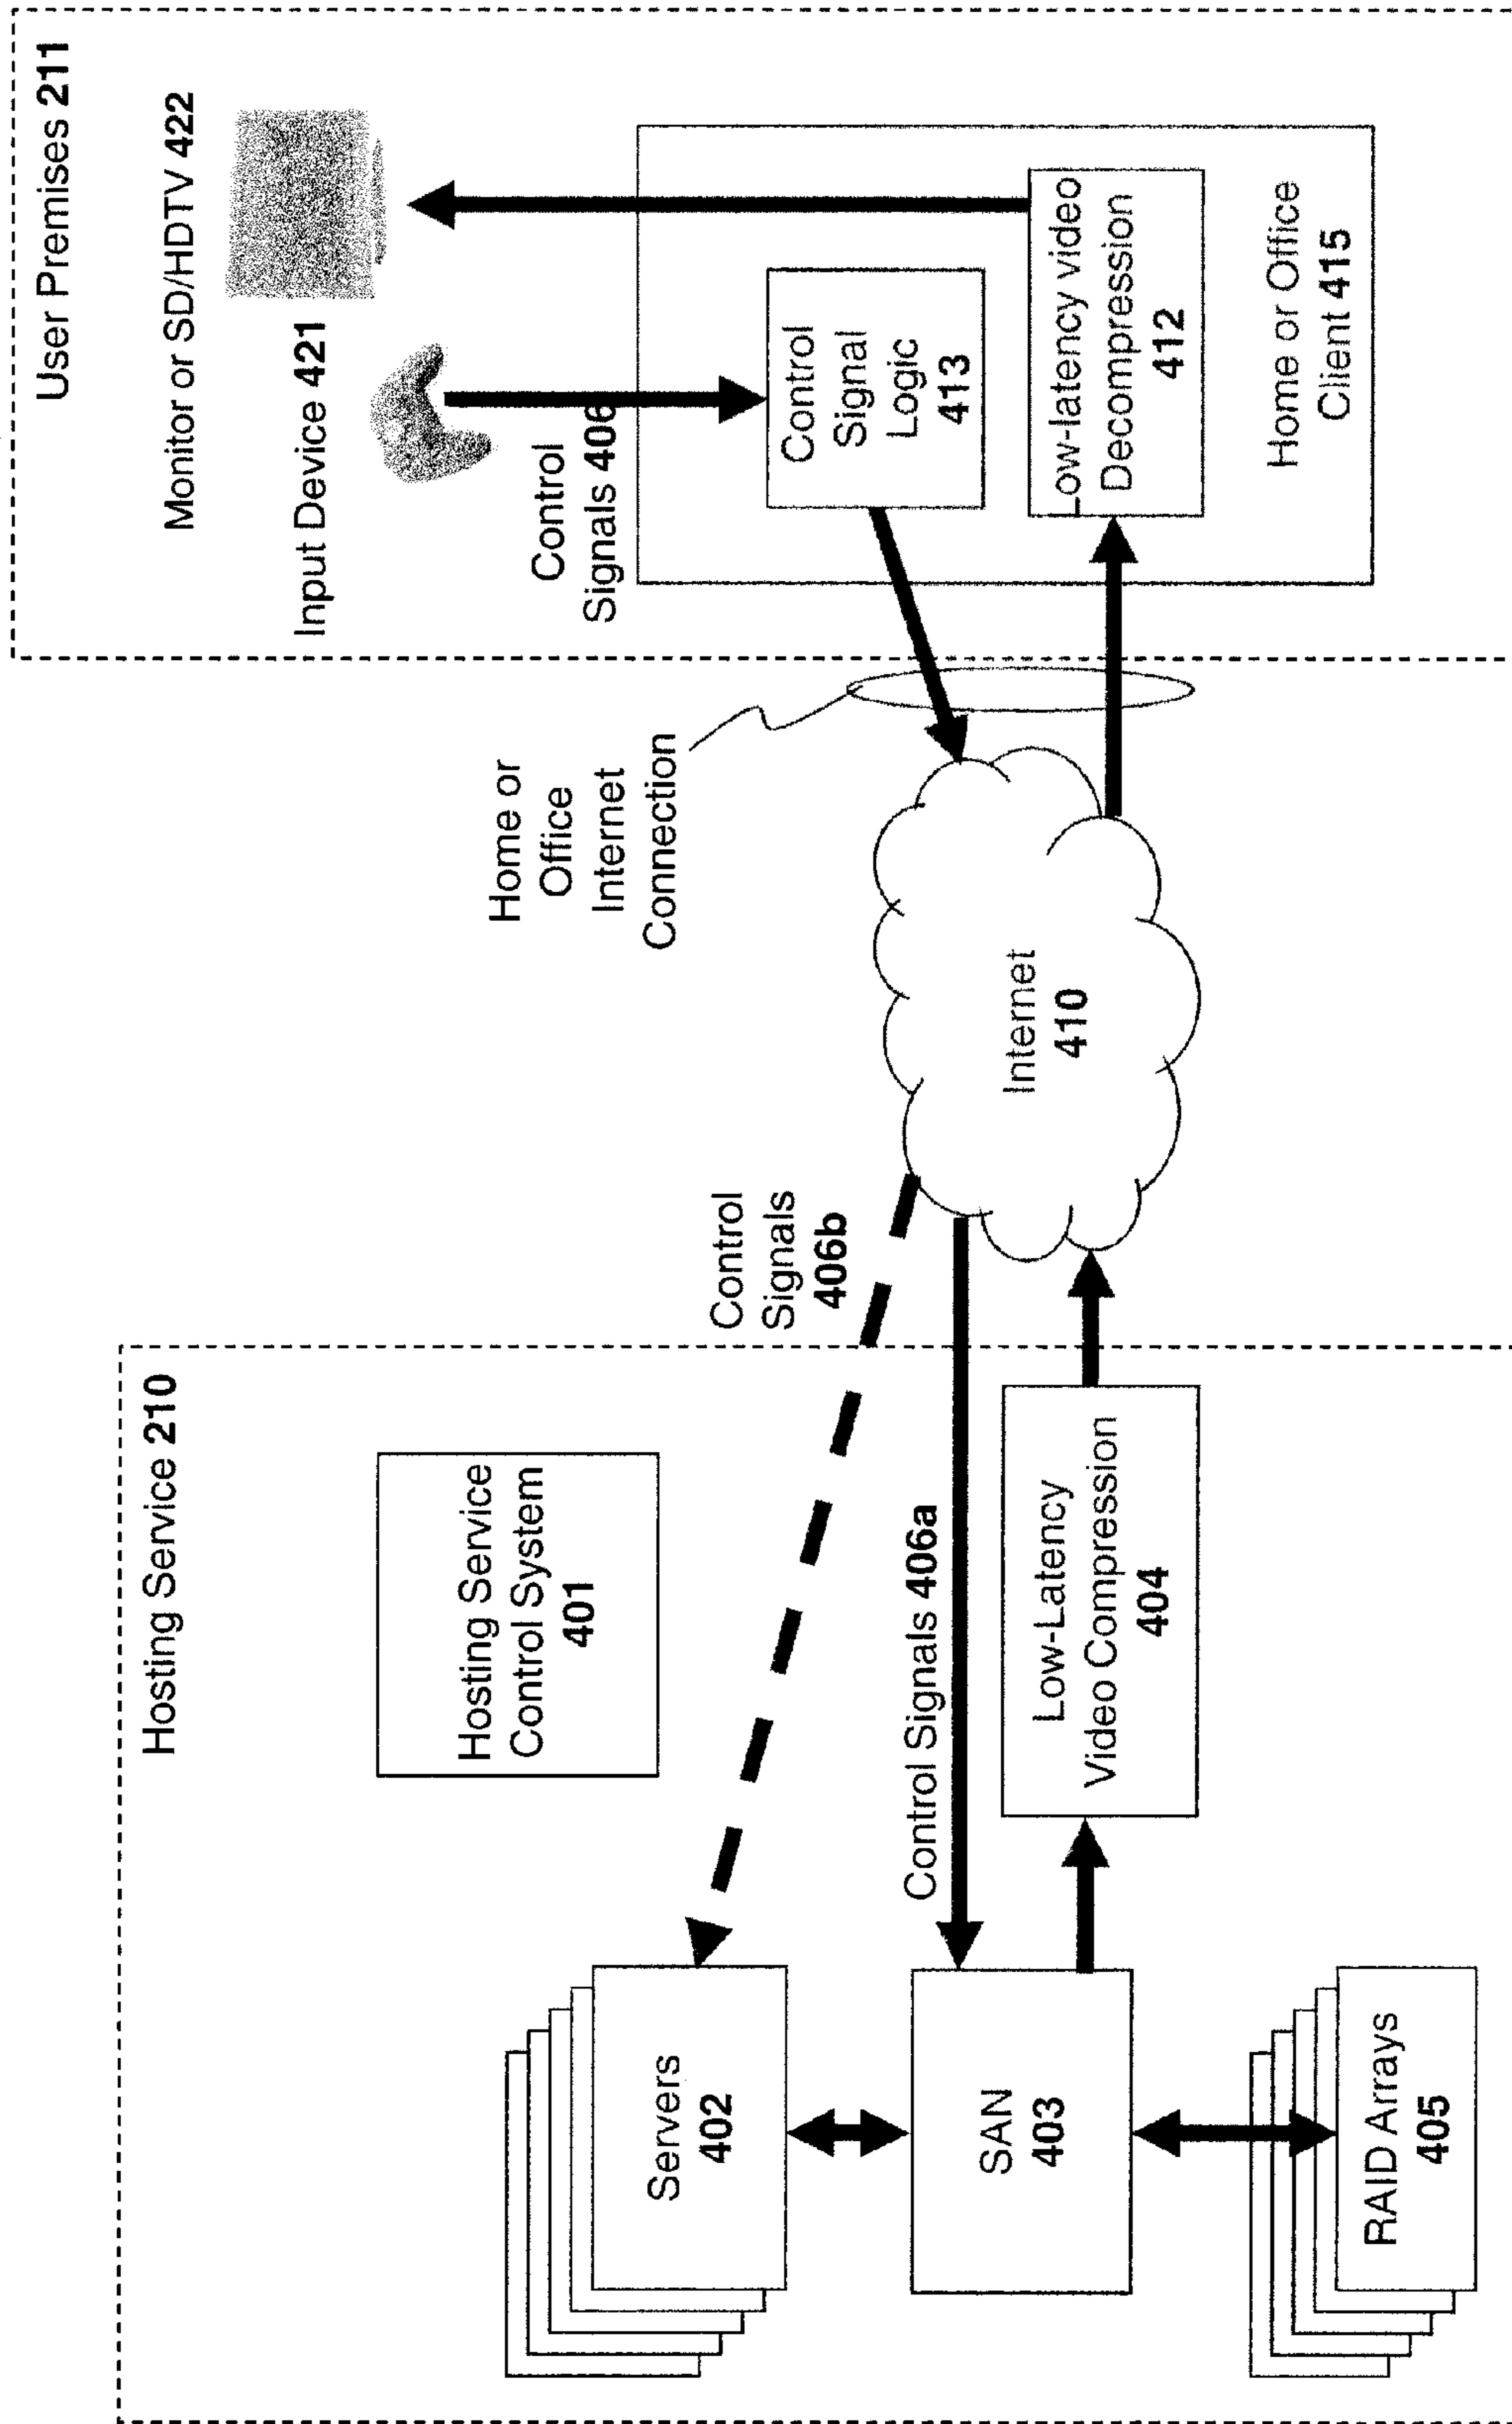 Hosting Service 210
Hosting Service
Control System
401
Servers
402
Control
Signals
406b
Control Signals 406a
SAN
403
Low-Latency
Video Compression
404
RAID Arrays
405
Home or
Office
Internet
Connection
Internet
410
User Premises 211
Monitor or SD/HDTV 422
Input Device 421
Control
Signals 406
Control
Signal
Logic
413
Low-latency video
Decompression
412
Home or Office
Client 415